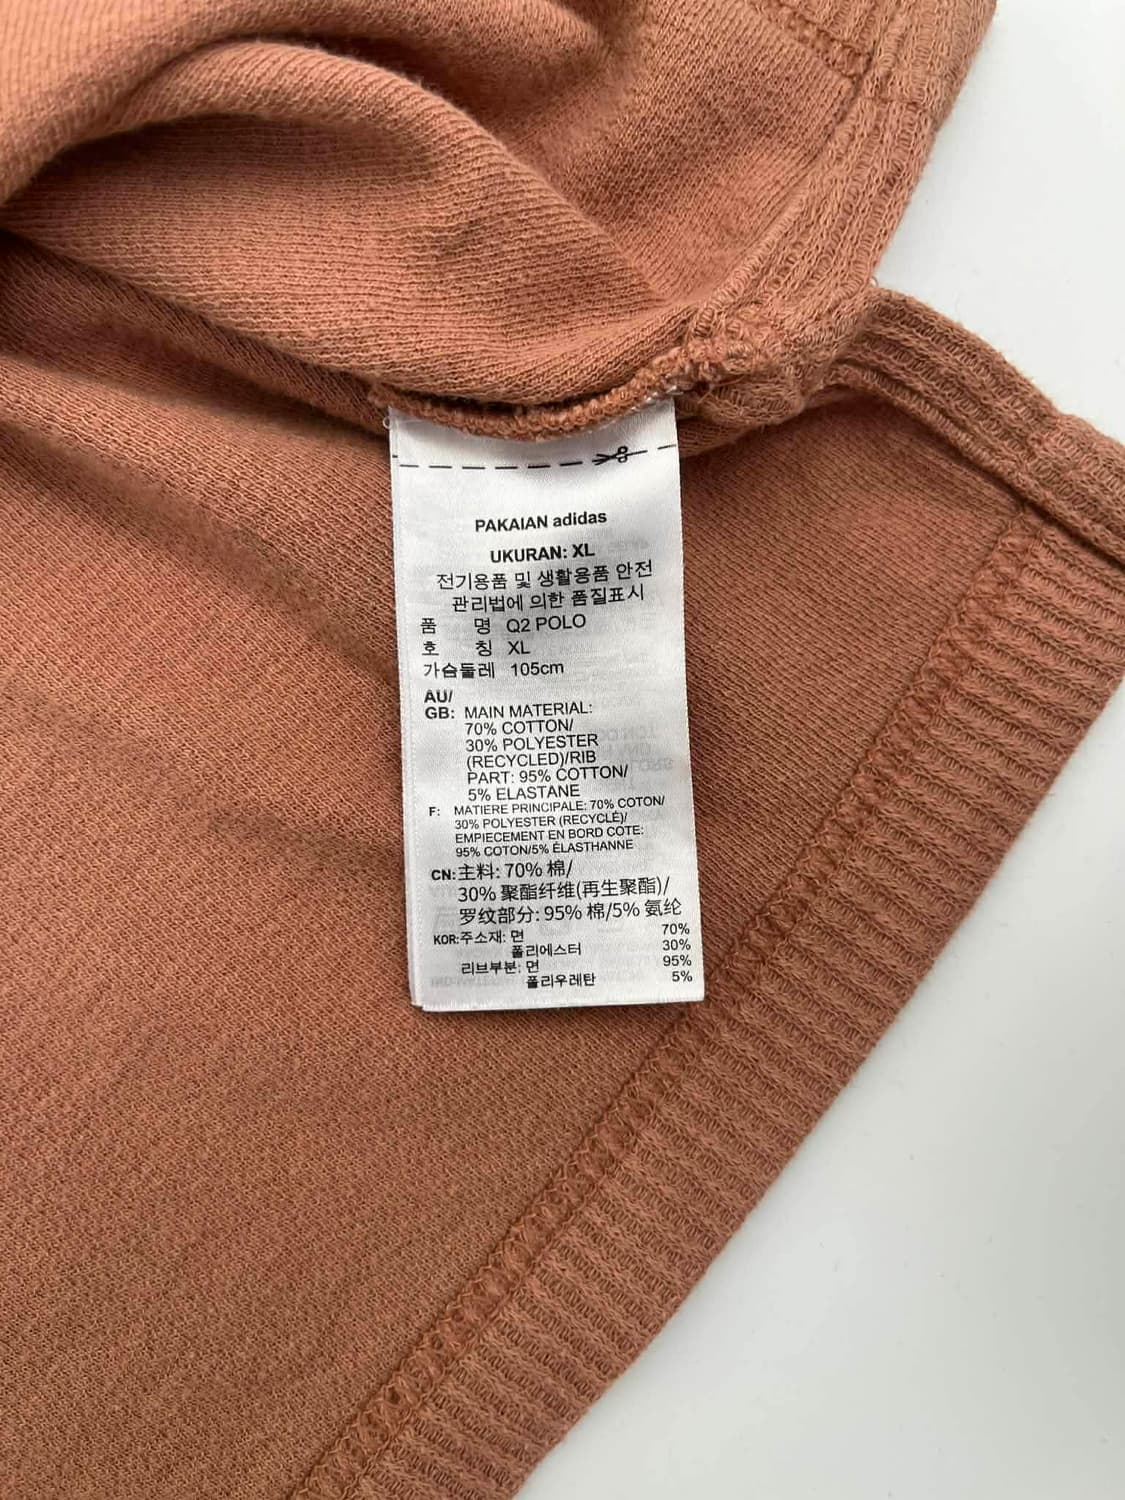 PAKAIAN adidas
UKURAN: XL
전기용품 및 생활용품 안전
관리법에 의한 품질표시
품 명 Q2 POLO
호 칭 XL
가슴둘레 105cm
AU/
GB: MAIN MATERIAL:
70% COTTON/
30% POLYESTER
(RECYCLED)/RIB
PART: 95% COTTON/
5% ELASTANE
F: MATIERE PRINCIPALE: 70% COTON/
30% POLYESTER (RECYCLÉ)/
EMPIECEMENT EN BORD COTE:
95% COTON/5% ÉLASTHANNE
CN: 主料: 70% 棉/
30% 聚酯纤维(再生聚酯)/
罗纹部分: 95% 棉/5% 氨纶
KOR: 주소재: 면 70%
폴리에스터 30%
리브부분: 면 95%
폴리우레탄 5%